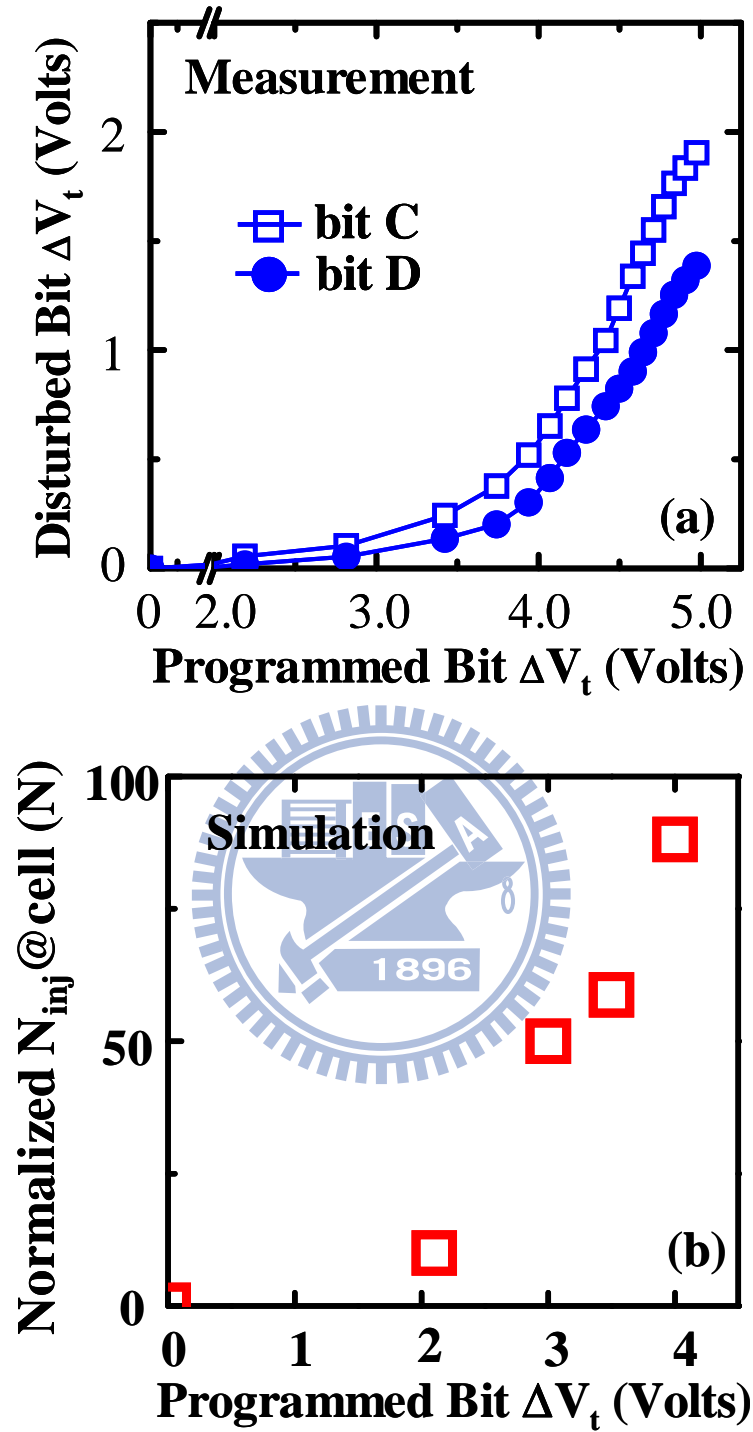 Measurement
Disturbed Bit ΔVt (Volts)
2
1
0
bit C
bit D
(a)
0 2.0 3.0 4.0 5.0
Programmed Bit ΔVt (Volts)
Simulation
Normalized Ninj@cell (N)
100
50
0
E S A
1896
(b)
0 1 2 3 4
Programmed Bit ΔVt (Volts)